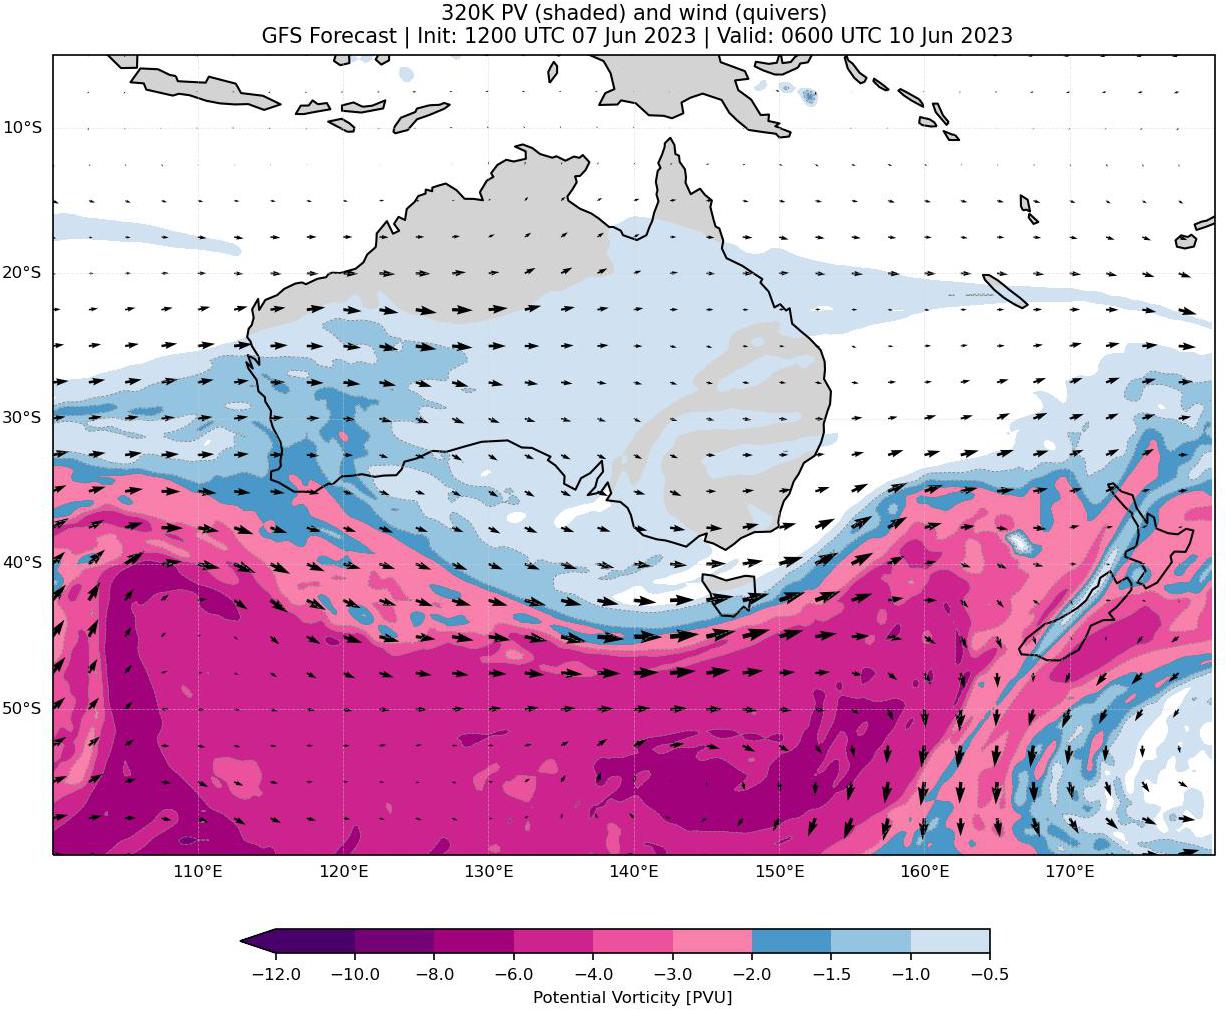 320K PV (shaded) and wind (quivers)
GFS Forecast | Init: 1200 UTC 07 Jun 2023 | Valid: 0600 UTC 10 Jun 2023
10°S
20°S
30°S
40°S
50°S
110°E 120°E 130°E 140°E 150°E 160°E 170°E
−12.0 −10.0 −8.0 −6.0 −4.0 −3.0 −2.0 −1.5 −1.0 −0.5
Potential Vorticity [PVU]